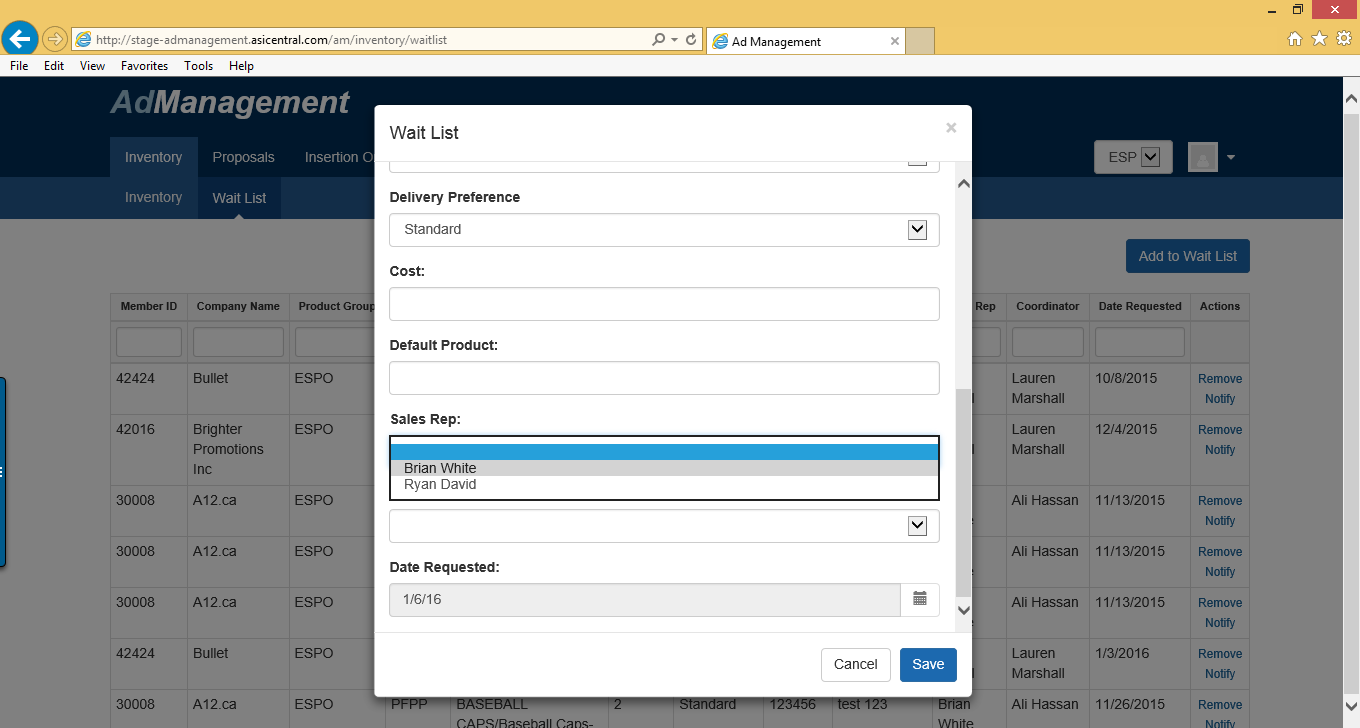 http://stage-admanagement.asicentral.com/am/inventory/waitlist
Ad Management
File Edit View Favorites Tools Help
AdManagement
Wait List
Inventory Proposals Insertion O
ESP
Inventory Wait List
Delivery Preference
Standard
Add to Wait List
Cost:
Member ID Company Name Product Group Rep Coordinator Date Requested Actions
Default Product:
42424 Bullet ESPO Lauren Marshall 10/8/2015 Remove Notify
Sales Rep:
42016 Brighter Promotions Inc ESPO Lauren Marshall 12/4/2015 Remove Notify
Brian White
Ryan David
30008 A12.ca ESPO Ali Hassan 11/13/2015 Remove Notify
30008 A12.ca ESPO Ali Hassan 11/13/2015 Remove Notify
Date Requested:
1/6/16
30008 A12.ca ESPO Ali Hassan 11/13/2015 Remove Notify
42424 Bullet ESPO Lauren Marshall 1/3/2016 Remove Notify
Cancel Save
30008 A12.ca ESPO PFPP BASEBALL CAPS/Baseball Caps- 2 Standard 123456 test 123 Brian White Ali Hassan 11/26/2015 Remove Notify